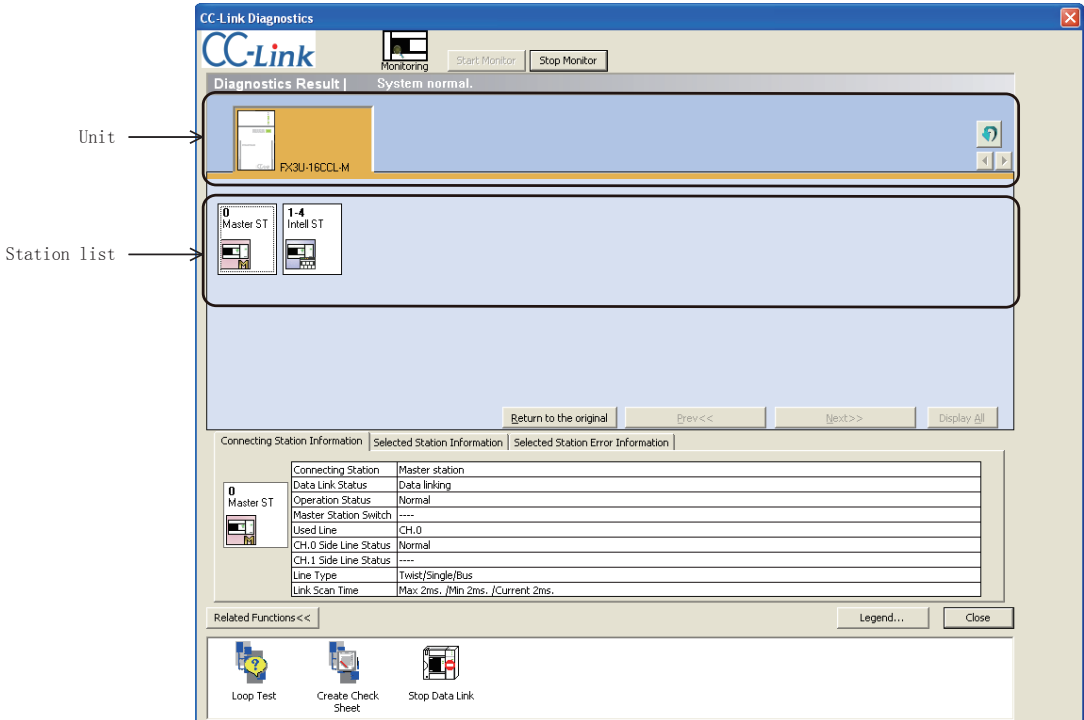 CC-Link Diagnostics
CC-Link
Monitoring
Start Monitor
Stop Monitor
Diagnostics Result | System normal.
Unit
FX3U-16CCL-M
Station list
0
Master ST
1-4
Intell ST
M
Return to the original
Prev<<
Next>>
Display All
Connecting Station Information
Selected Station Information
Selected Station Error Information
0
Master ST
M
Connecting Station Master station
Data Link Status Data linking
Operation Status Normal
Master Station Switch ----
Used Line CH.0
CH.0 Side Line Status Normal
CH.1 Side Line Status ----
Line Type Twist/Single/Bus
Link Scan Time Max 2ms. /Min 2ms. /Current 2ms.
Related Functions<<
Legend...
Close
Loop Test
Create Check
Sheet
Stop Data Link